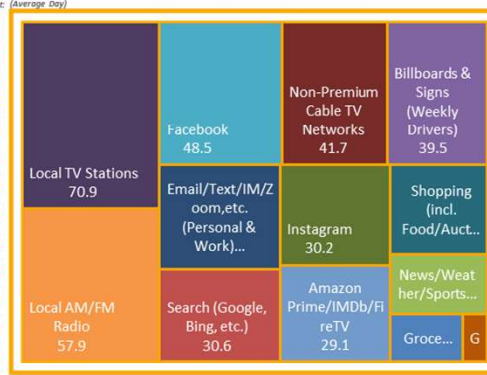 t: (Average Day)
Local TV Stations
70.9
Local AM/FM
Radio
57.9
Facebook
48.5
Email/Text/IM/Z
oom,etc.
(Personal &
Work)...
Search (Google,
Bing, etc.)
30.6
Non-Premium
Cable TV
Networks
41.7
Instagram
30.2
Amazon
Prime/IMDb/Fi
reTV
29.1
Billboards &
Signs
(Weekly
Drivers)
39.5
Shopping
(incl.
Food/Auct...
News/Weat
her/Sports...
Groce...
G